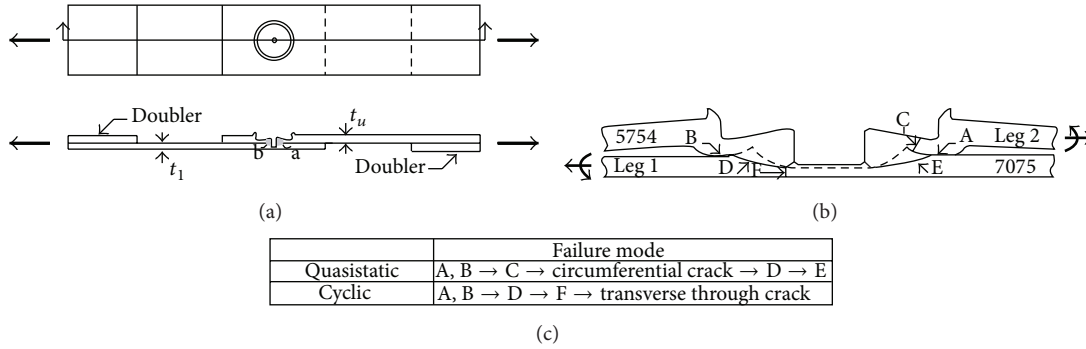 Doubler
t_u
b
a
t_1
Doubler
(a)
C
5754
B
A
Leg 2
Leg 1
D
F
E
7075
(b)
Failure mode
Quasistatic A, B → C → circumferential crack → D → E
Cyclic A, B → D → F → transverse through crack
(c)